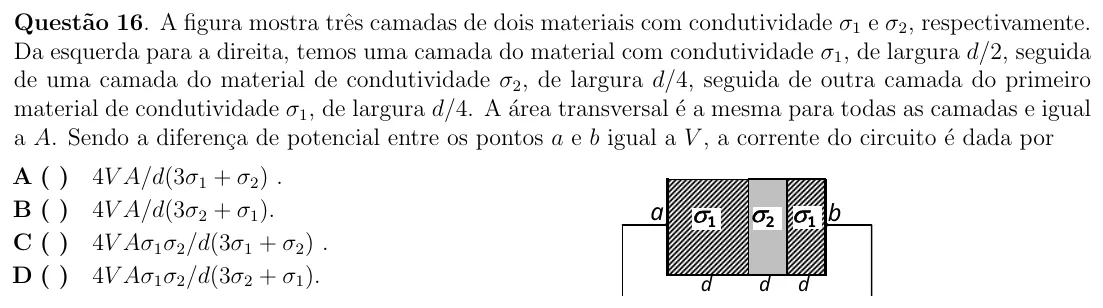 Questão 16. A figura mostra três camadas de dois materiais com condutividade σ₁ e σ₂, respectivamente.
Da esquerda para a direita, temos uma camada do material com condutividade σ₁, de largura d/2, seguida
de uma camada do material de condutividade σ₂, de largura d/4, seguida de outra camada do primeiro
material de condutividade σ₁, de largura d/4. A área transversal é a mesma para todas as camadas e igual
a A. Sendo a diferença de potencial entre os pontos a e b igual a V, a corrente do circuito é dada por
A ( ) 4VA/d(3σ₁ + σ₂) .
B ( ) 4VA/d(3σ₂ + σ₁).
C ( ) 4VAσ₁σ₂/d(3σ₁ + σ₂) .
D ( ) 4VAσ₁σ₂/d(3σ₂ + σ₁).
a σ₁ σ₂ σ₁ b
d d d